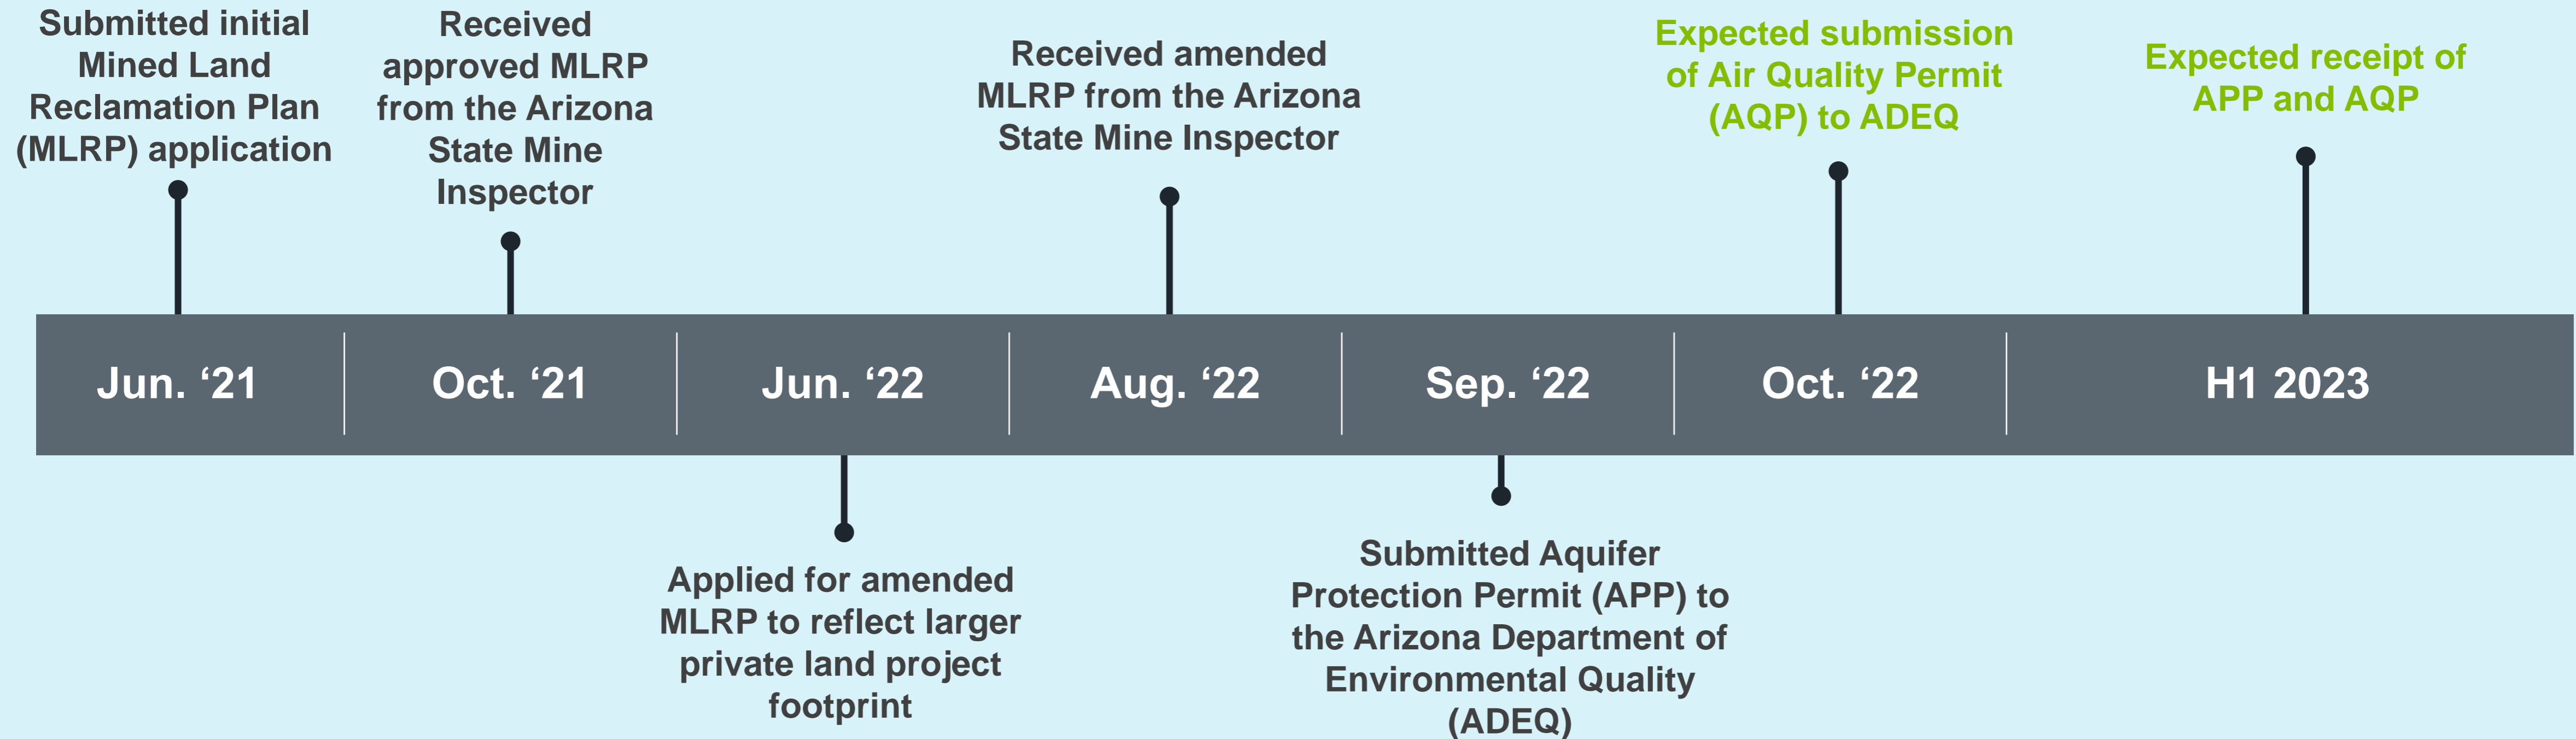 Submitted initial
Mined Land
Reclamation Plan
(MLRP) application
Received
approved MLRP
from the Arizona
State Mine
Inspector
Received amended
MLRP from the Arizona
State Mine Inspector
Expected submission
of Air Quality Permit
(AQP) to ADEQ
Expected receipt of
APP and AQP
Jun. ‘21
Oct. ‘21
Jun. ‘22
Aug. ‘22
Sep. ‘22
Oct. ‘22
H1 2023
Applied for amended
MLRP to reflect larger
private land project
footprint
Submitted Aquifer
Protection Permit (APP) to
the Arizona Department of
Environmental Quality
(ADEQ)